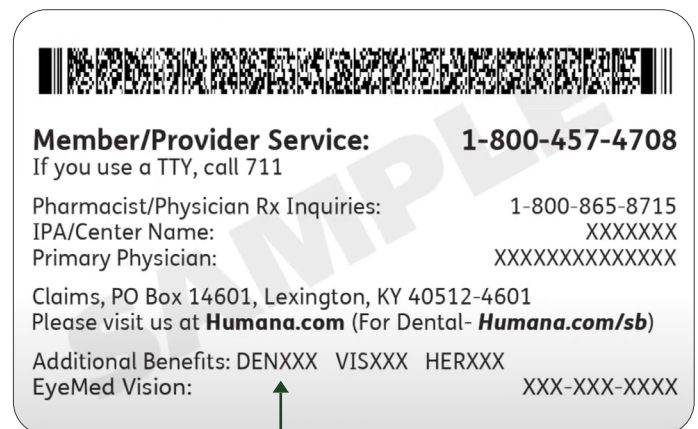 Member/Provider Service: 1-800-457-4708
If you use a TTY, call 711
Pharmacist/Physician Rx Inquiries: 1-800-865-8715
IPA/Center Name: XXXXXXX
Primary Physician: XXXXXXXXXXXXXX
Claims, PO Box 14601, Lexington, KY 40512-4601
Please visit us at Humana.com (For Dental- Humana.com/sb)
Additional Benefits: DENXXX VISXXX HERXXX
EyeMed Vision: XXX-XXX-XXXX
SAMPLE